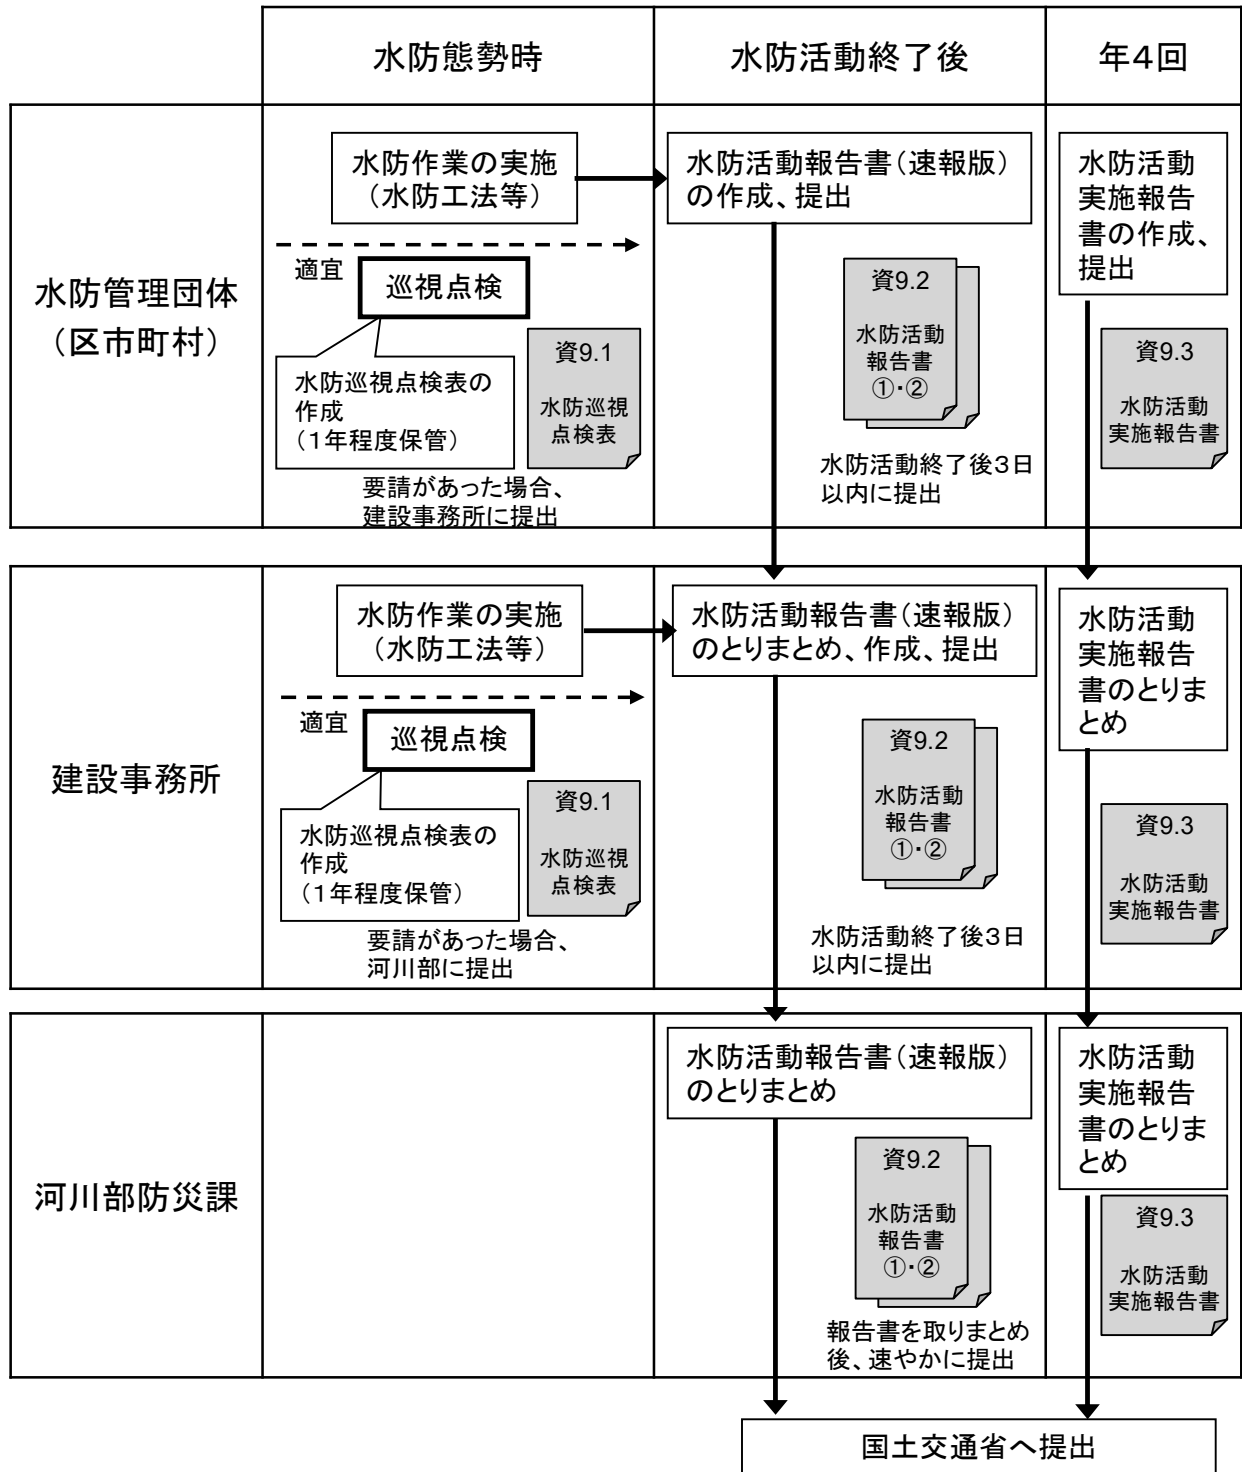 水防態勢時
水防活動終了後
年4回
水防管理団体
（区市町村）
水防作業の実施
（水防工法等）
適宜
巡視点検
水防巡視点検表の
作成
（1年程度保管）
資9.1
水防巡視
点検表
要請があった場合、
建設事務所に提出
水防活動報告書（速報版）
の作成、提出
資9.2
水防活動
報告書
①・②
水防活動終了後3日
以内に提出
水防活動
実施報告
書の作成、
提出
資9.3
水防活動
実施報告書
建設事務所
水防作業の実施
（水防工法等）
適宜
巡視点検
水防巡視点検表の
作成
（1年程度保管）
資9.1
水防巡視
点検表
要請があった場合、
河川部に提出
水防活動報告書（速報版）
のとりまとめ、作成、提出
資9.2
水防活動
報告書
①・②
水防活動終了後3日
以内に提出
水防活動
実施報告
書のとりま
とめ
資9.3
水防活動
実施報告書
河川部防災課
水防活動報告書（速報版）
のとりまとめ
資9.2
水防活動
報告書
①・②
報告書を取りまとめ
後、速やかに提出
水防活動
実施報告
書のとりま
とめ
資9.3
水防活動
実施報告書
国土交通省へ提出